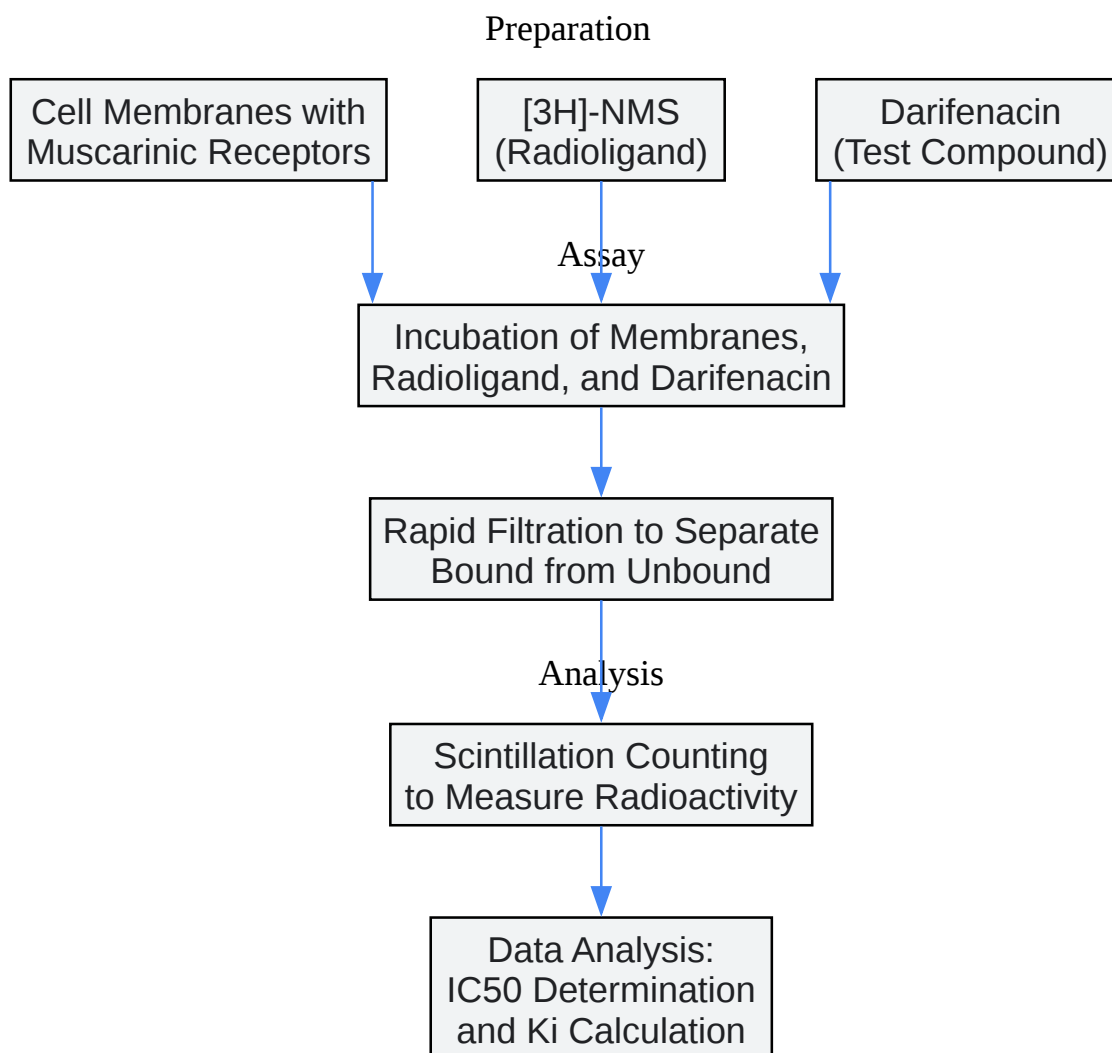 Preparation
Cell Membranes with
Muscarinic Receptors
[3H]-NMS
(Radioligand)
Darifenacin
(Test Compound)
Assay
Incubation of Membranes,
Radioligand, and Darifenacin
Rapid Filtration to Separate
Bound from Unbound
Analysis
Scintillation Counting
to Measure Radioactivity
Data Analysis:
IC50 Determination
and Ki Calculation